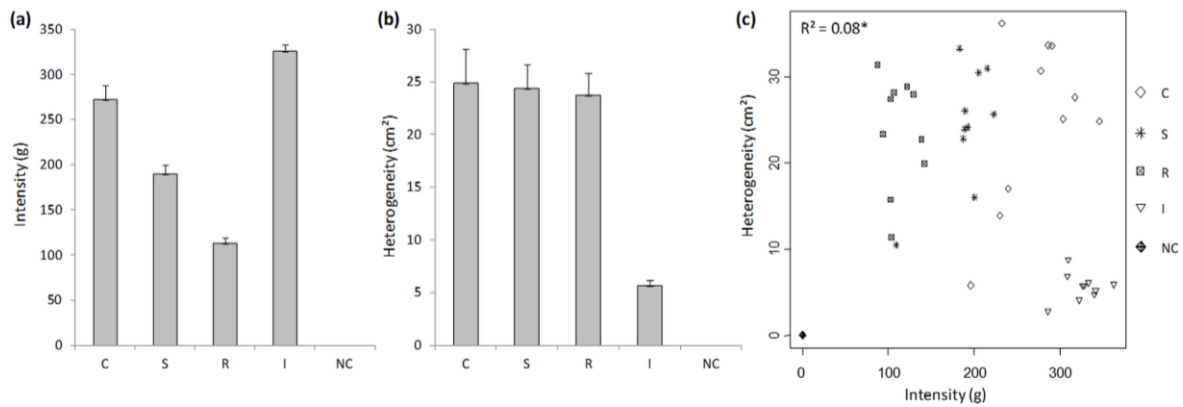 (a)
Intensity (g)
350
300
250
200
150
100
50
0
C S R I NC
(b)
Heterogeneity (cm²)
30
25
20
15
10
5
0
C S R I NC
(c)
R² = 0.08*
Heterogeneity (cm²)
30
20
10
0
0 100 200 300
Intensity (g)
C
S
R
I
NC